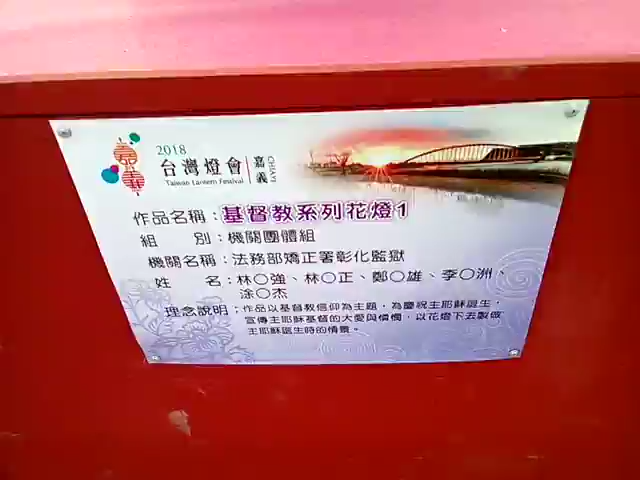 2018
台灣燈會
Taiwan Lantern Festival
嘉義
CHIAYI
嘉義
作品名稱：基督教系列花燈1
組別：機關團體組
機關名稱：法務部矯正署彰化監獄
姓名：林○強、林○正、鄭○雄、李○洲、
涂○杰
理念說明：作品以基督教信仰為主題，為慶祝主耶穌誕生，
宣傳主耶穌基督的大愛與憐憫，以花燈下去製做
主耶穌誕生時的情景。